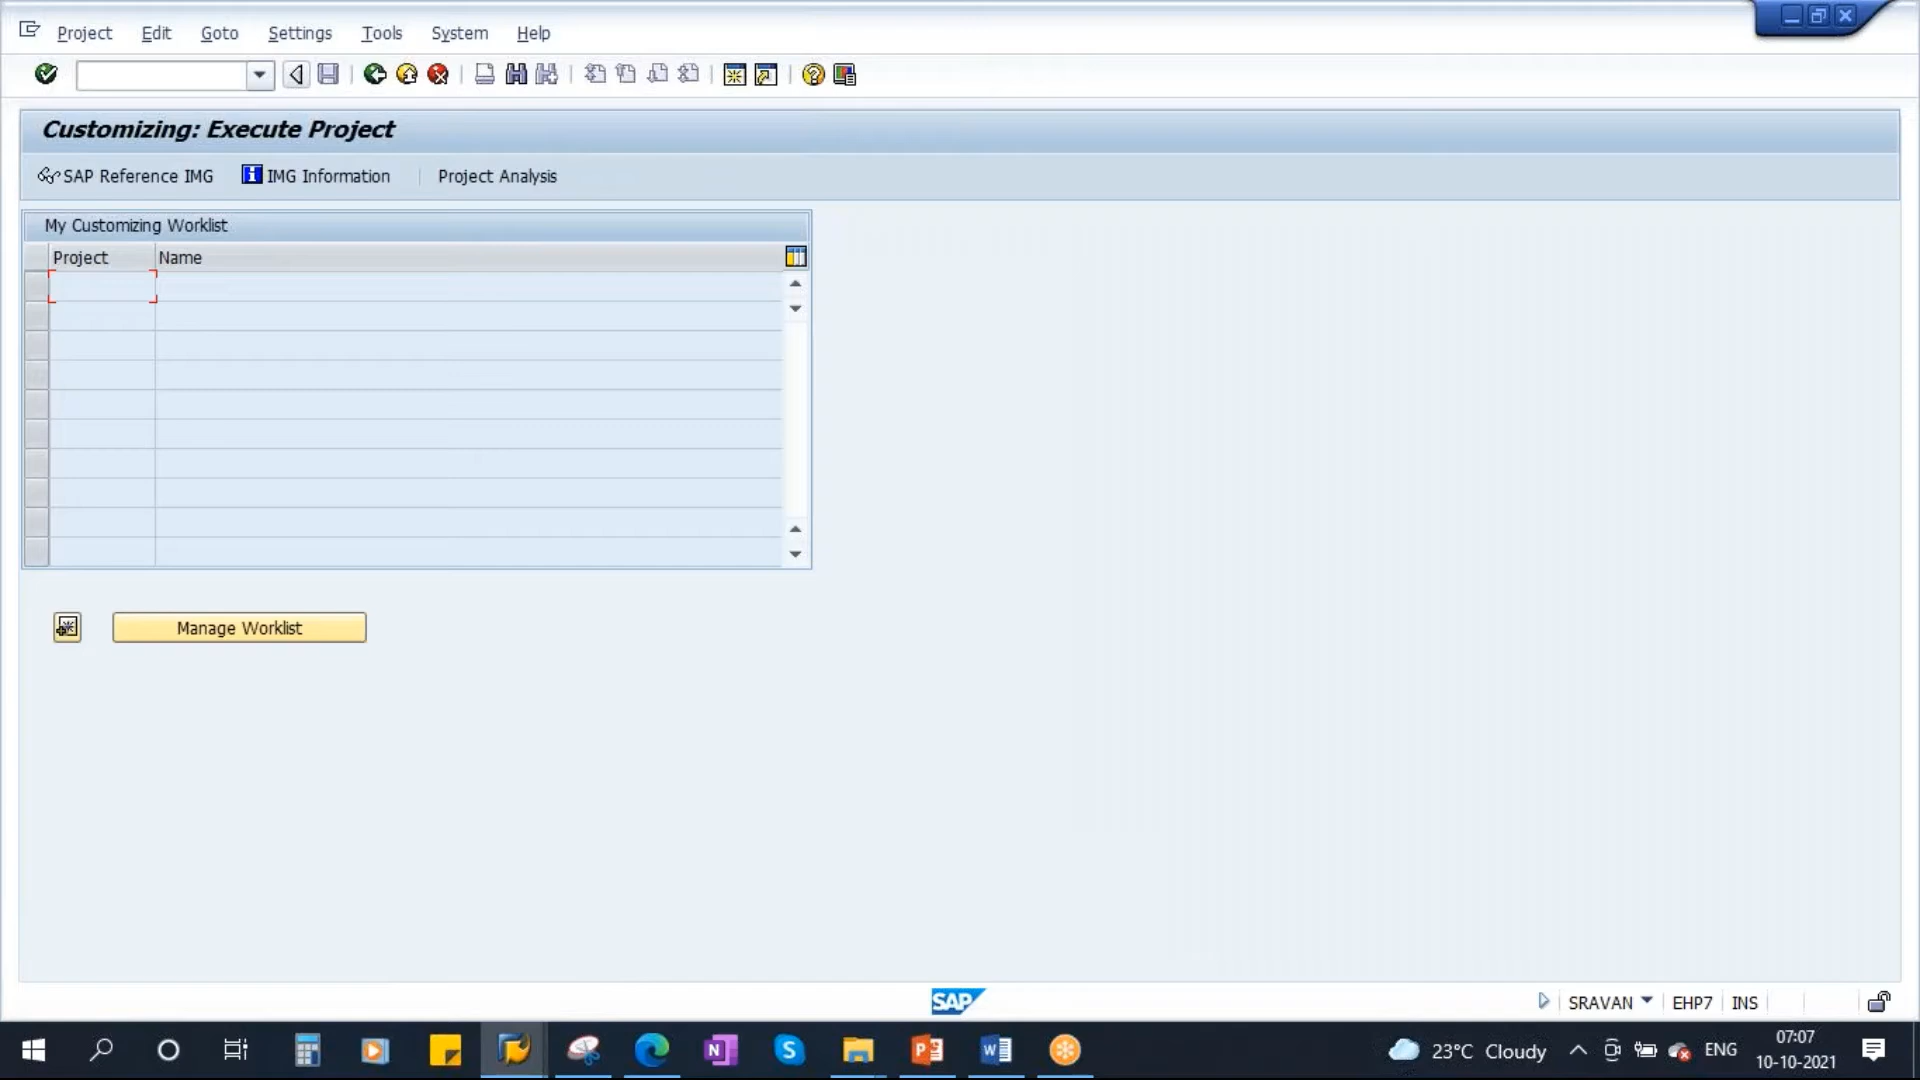 Project Edit Goto Settings Tools System Help
Customizing: Execute Project
SAP Reference IMG IMG Information Project Analysis
My Customizing Worklist
Project Name
Manage Worklist
SAP
SRAVAN EHP7 INS
23°C Cloudy ENG
07:07
10-10-2021